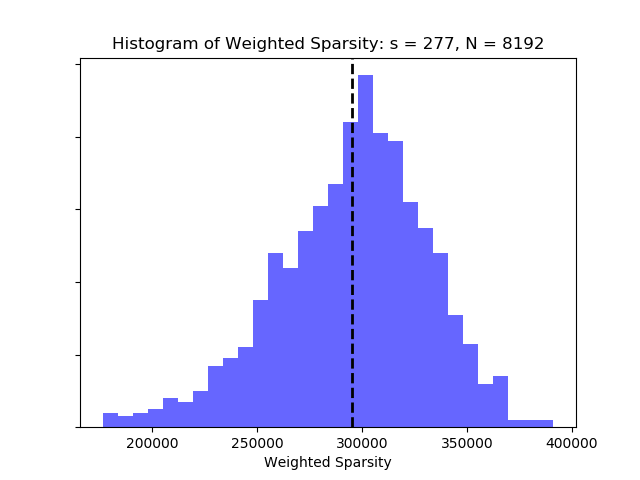 Histogram of Weighted Sparsity: s = 277, N = 8192
200000 250000 300000 350000 400000
Weighted Sparsity